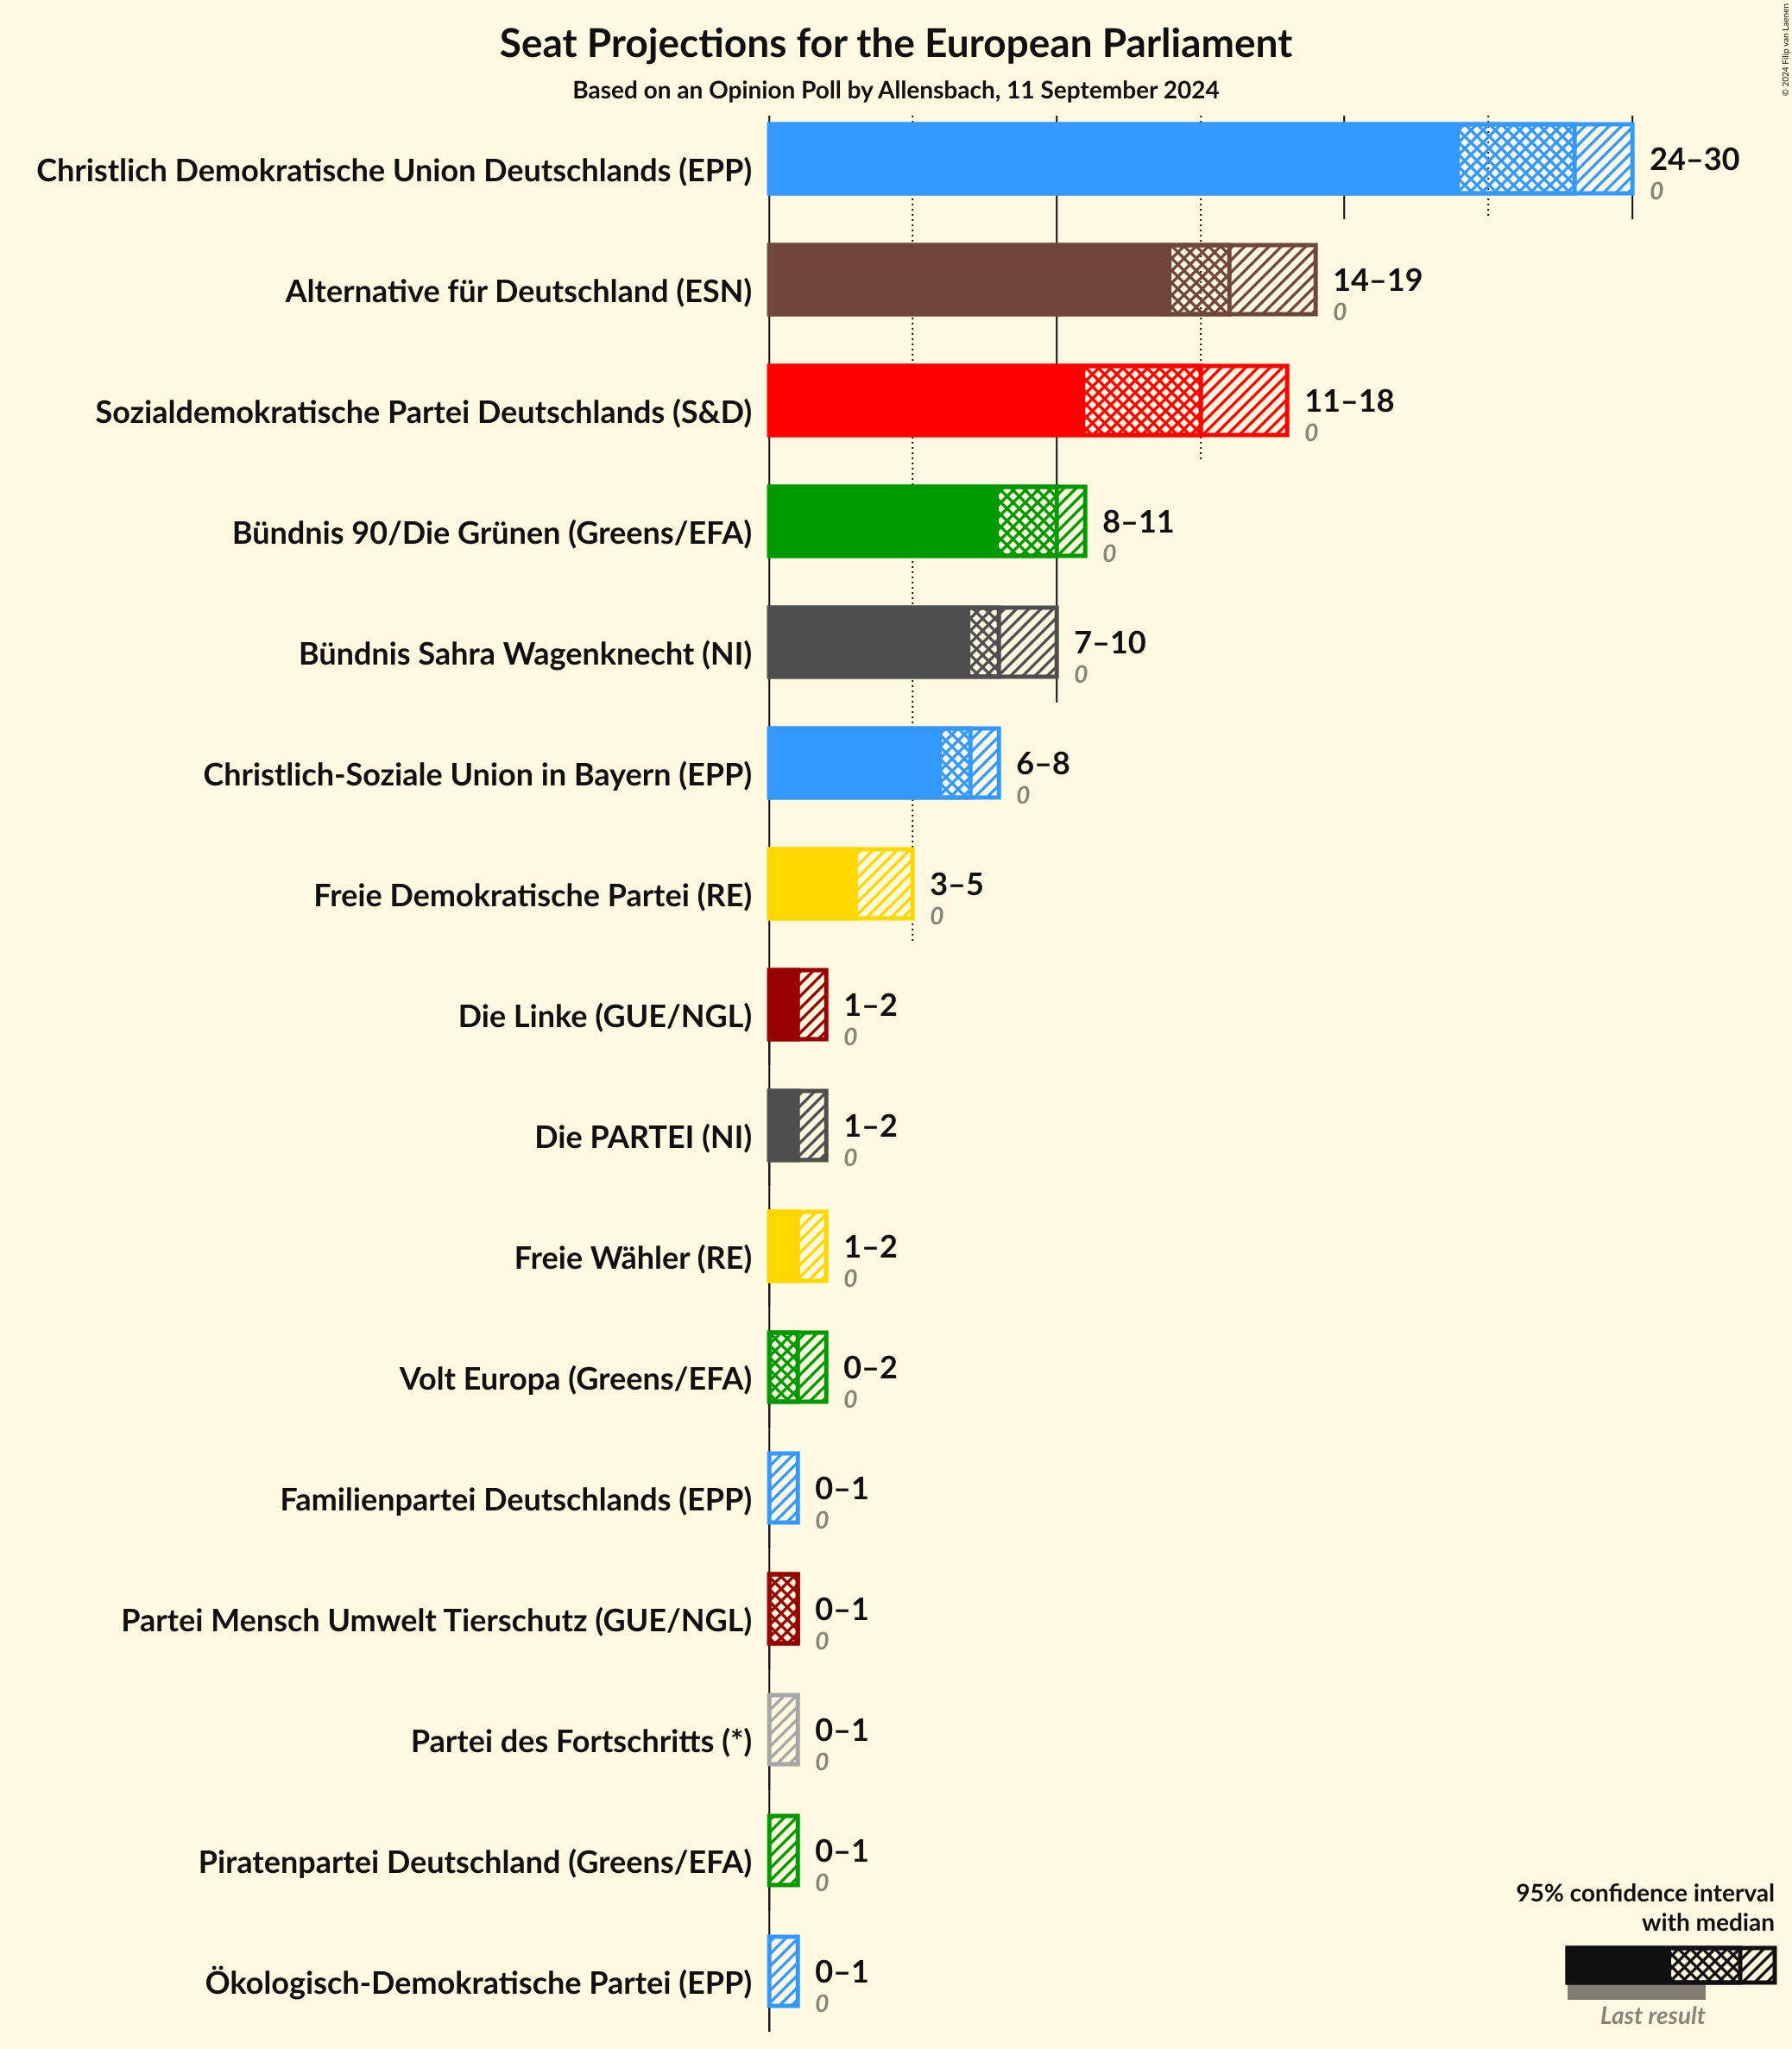 Seat Projections for the European Parliament
Based on an Opinion Poll by Allensbach, 11 September 2024
© 2024 Filip van Laenen
Christlich Demokratische Union Deutschlands (EPP)
24–30
0
Alternative für Deutschland (ESN)
14–19
0
Sozialdemokratische Partei Deutschlands (S&D)
11–18
0
Bündnis 90/Die Grünen (Greens/EFA)
8–11
0
Bündnis Sahra Wagenknecht (NI)
7–10
0
Christlich-Soziale Union in Bayern (EPP)
6–8
0
Freie Demokratische Partei (RE)
3–5
0
Die Linke (GUE/NGL)
1–2
0
Die PARTEI (NI)
1–2
0
Freie Wähler (RE)
1–2
0
Volt Europa (Greens/EFA)
0–2
0
Familienpartei Deutschlands (EPP)
0–1
0
Partei Mensch Umwelt Tierschutz (GUE/NGL)
0–1
0
Partei des Fortschritts (*)
0–1
0
Piratenpartei Deutschland (Greens/EFA)
0–1
0
Ökologisch-Demokratische Partei (EPP)
0–1
0
95% confidence interval
with median
Last result